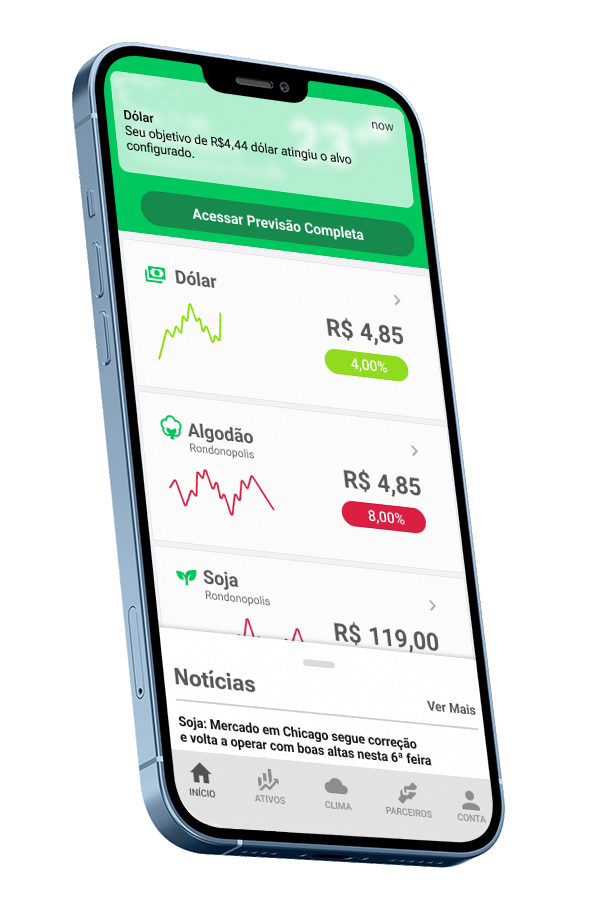 Dólar
now
Seu objetivo de R$4,44 dólar atingiu o alvo
configurado.
Acessar Previsão Completa
Dólar
R$ 4,85
4,00%
Algodão
Rondonopolis
R$ 4,85
8,00%
Soja
Rondonopolis
R$ 119,00
Notícias
Ver Mais
Soja: Mercado em Chicago segue correção
e volta a operar com boas altas nesta 6ª feira
INÍCIO
ATIVOS
CLIMA
PARCEIROS
CONTA